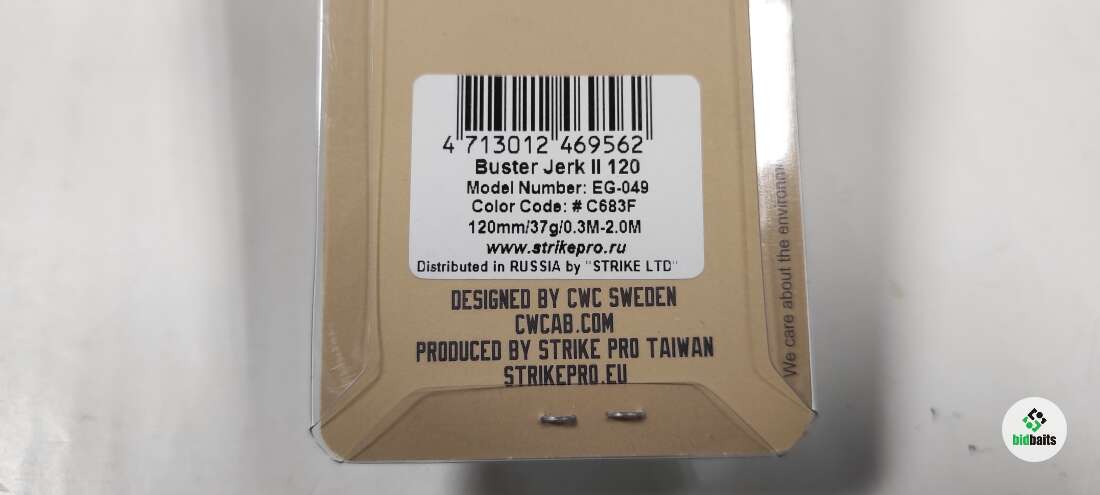 4 713012 469562
Buster Jerk II 120
Model Number: EG-049
Color Code: # C683F
120mm/37g/0.3M-2.0M
www.strikepro.ru
Distributed in RUSSIA by "STRIKE LTD"
DESIGNED BY CWC SWEDEN
CWCAB.COM
PRODUCED BY STRIKE PRO TAIWAN
STRIKEPRO.EU
We care about the
bidbaits